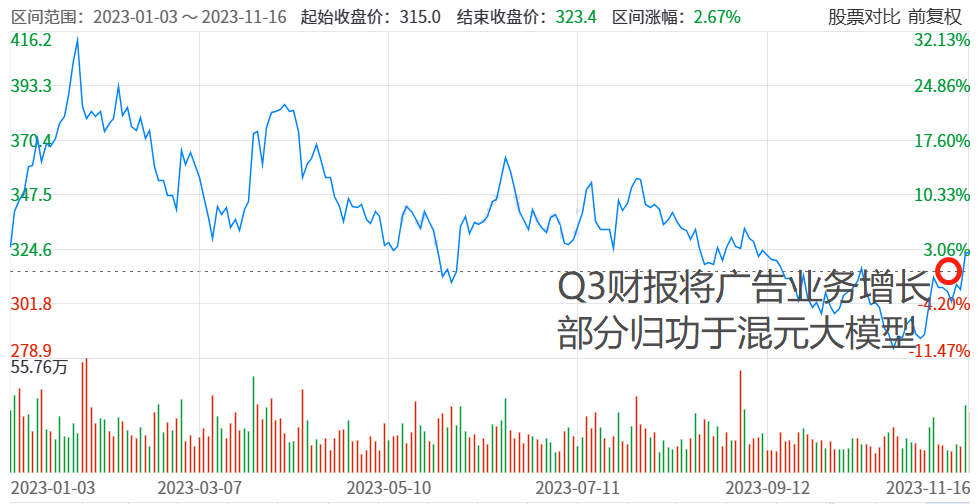 区间范围：2023-01-03 ～ 2023-11-16 起始收盘价：315.0 结束收盘价：323.4 区间涨幅：2.67% 股票对比 前复权
416.2 32.13%
393.3 24.86%
370.4 17.60%
347.5 10.33%
324.6 3.06%
Q3财报将广告业务增长
301.8 -4.20%
部分归功于混元大模型
278.9 -11.47%
55.76万
2023-01-03 2023-03-07 2023-05-10 2023-07-11 2023-09-12 2023-11-16